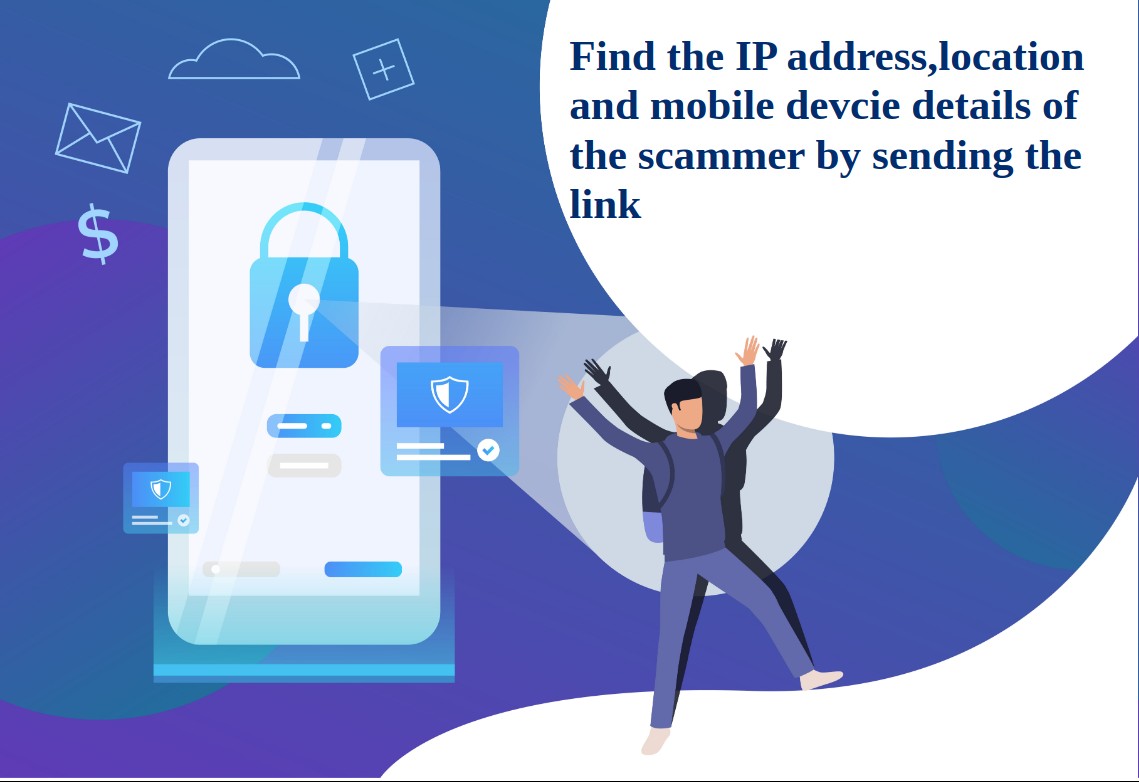 Find the IP address,location
and mobile devcie details of
the scammer by sending the
link
$